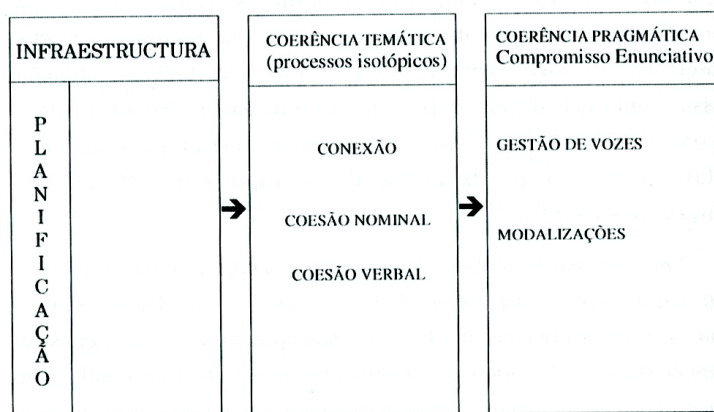 INFRAESTRUCTURA
P
L
A
N
I
F
I
C
A
Ç
Ã
O
COERÊNCIA TEMÁTICA
(processos isotópicos)
CONEXÃO
COESÃO NOMINAL
COESÃO VERBAL
COERÊNCIA PRAGMÁTICA
Compromisso Enunciativo
GESTÃO DE VOZES
MODALIZAÇÕES